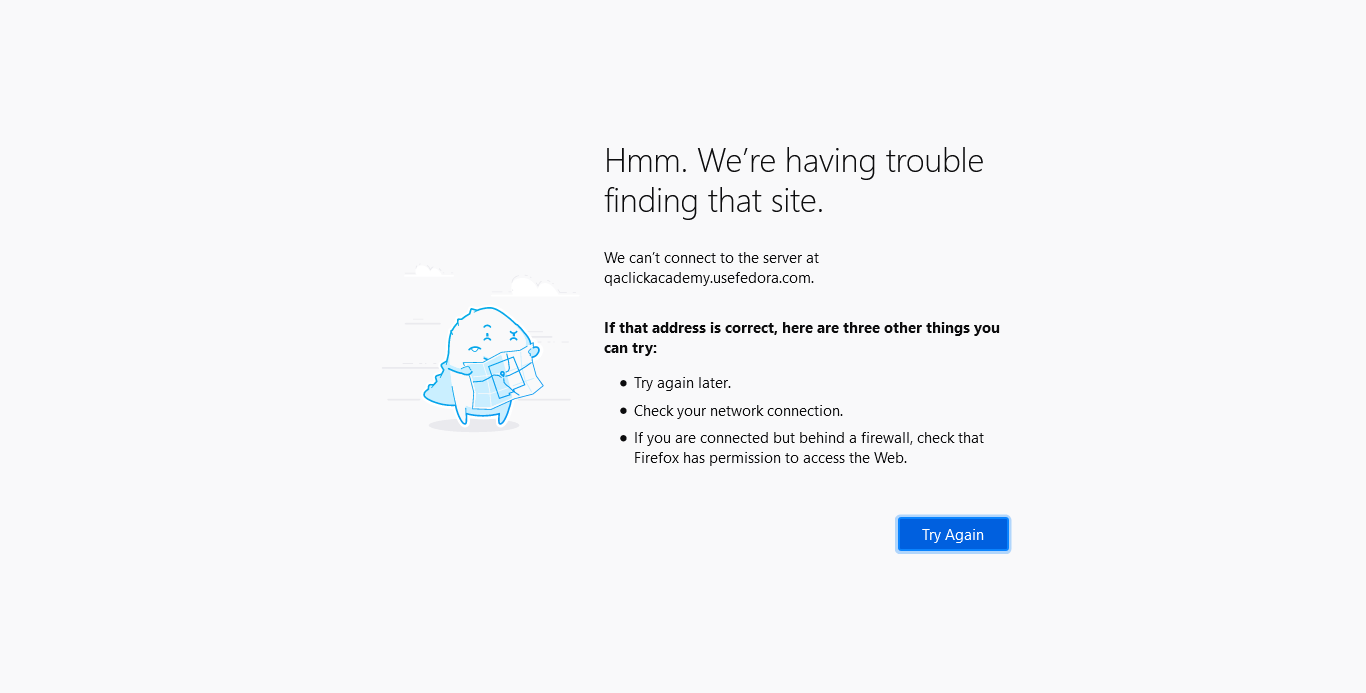 Hmm. We’re having trouble
finding that site.
We can’t connect to the server at
qaclickacademy.usefedora.com.
If that address is correct, here are three other things you
can try:
• Try again later.
• Check your network connection.
• If you are connected but behind a firewall, check that
Firefox has permission to access the Web.
Try Again